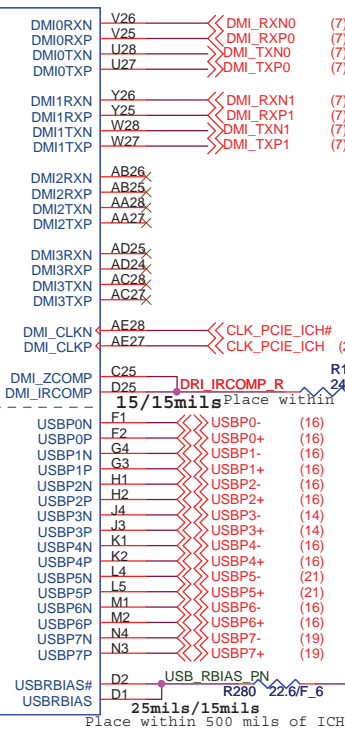 DMI0RXN V26 DMI_RXN0 (7)
DMI0RXP V25 DMI_RXP0 (7)
DMI0TXN U28 DMI_TXN0 (7)
DMI0TXP U27 DMI_TXP0 (7)
DMI1RXN Y26 DMI_RXN1 (7)
DMI1RXP Y25 DMI_RXP1 (7)
DMI1TXN W28 DMI_TXN1 (7)
DMI1TXP W27 DMI_TXP1 (7)
DMI2RXN AB26
DMI2RXP AB25
DMI2TXN AA28
DMI2TXP AA27
DMI3RXN AD25
DMI3RXP AD24
DMI3TXN AC28
DMI3TXP AC27
DMI_CLKN AE28 CLK_PCIE_ICH#
DMI_CLKP AE27 CLK_PCIE_ICH (2
R1
DMI_ZCOMP C25
DMI_IRCOMP D25 DRI_IRCOMP_R 24
15/15mils Place within
USBP0N F1 USBP0- (16)
USBP0P F2 USBP0+ (16)
USBP1N G4 USBP1- (16)
USBP1P G3 USBP1+ (16)
USBP2N H1 USBP2- (16)
USBP2P H2 USBP2+ (16)
USBP3N J4 USBP3- (14)
USBP3P J3 USBP3+ (14)
USBP4N K1 USBP4- (16)
USBP4P K2 USBP4+ (16)
USBP5N L4 USBP5- (21)
USBP5P L5 USBP5+ (21)
USBP6N M1 USBP6- (16)
USBP6P M2 USBP6+ (16)
USBP7N N4 USBP7- (19)
USBP7P N3 USBP7+ (19)
USBRBIAS# D2 USB_RBIAS_PN
USBRBIAS D1 R280 22.6/F_6
25mils/15mils
Place within 500 mils of ICH